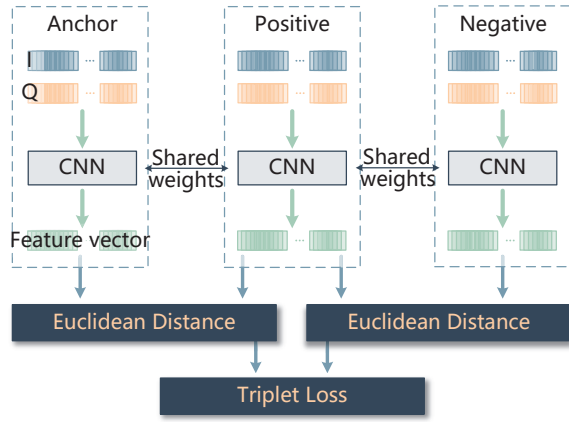 Anchor
Positive
Negative
I
...
...
...
Q
...
...
...
CNN
Shared
weights
CNN
Shared
weights
CNN
Feature vector
...
...
Euclidean Distance
Euclidean Distance
Triplet Loss